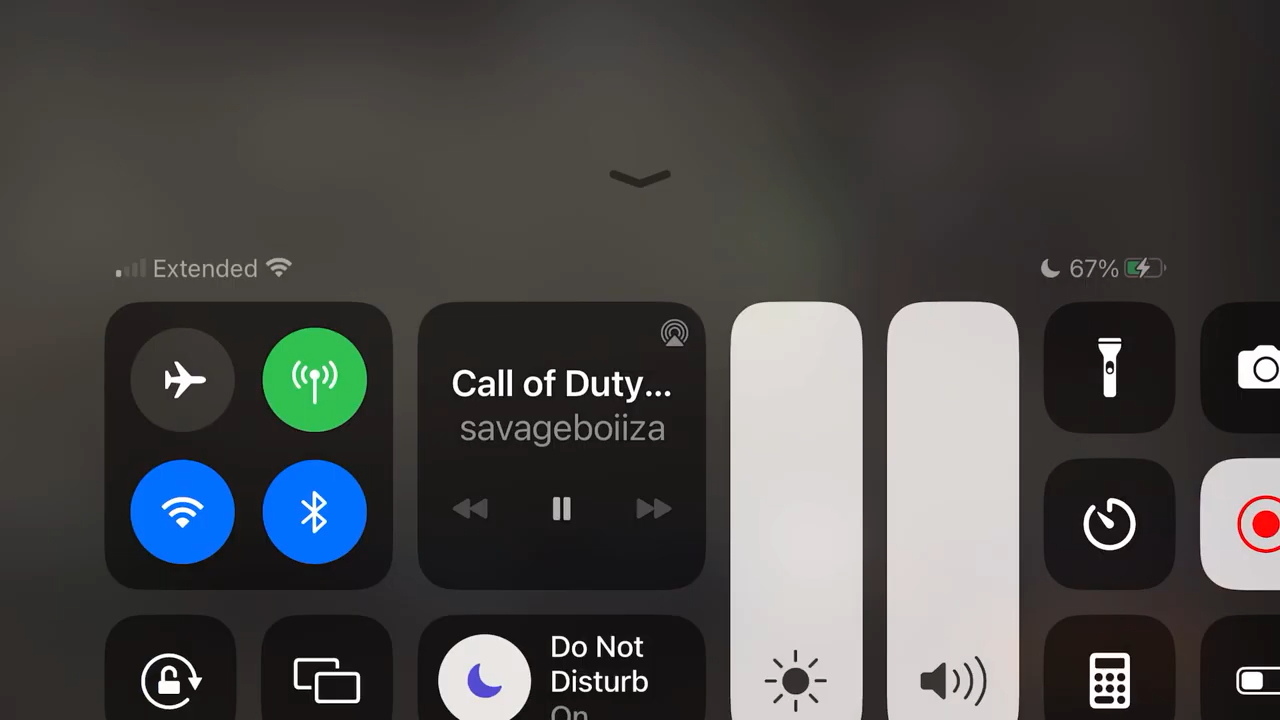 Extended
67%
Call of Duty...
savageboiiza
Do Not
Disturb
On